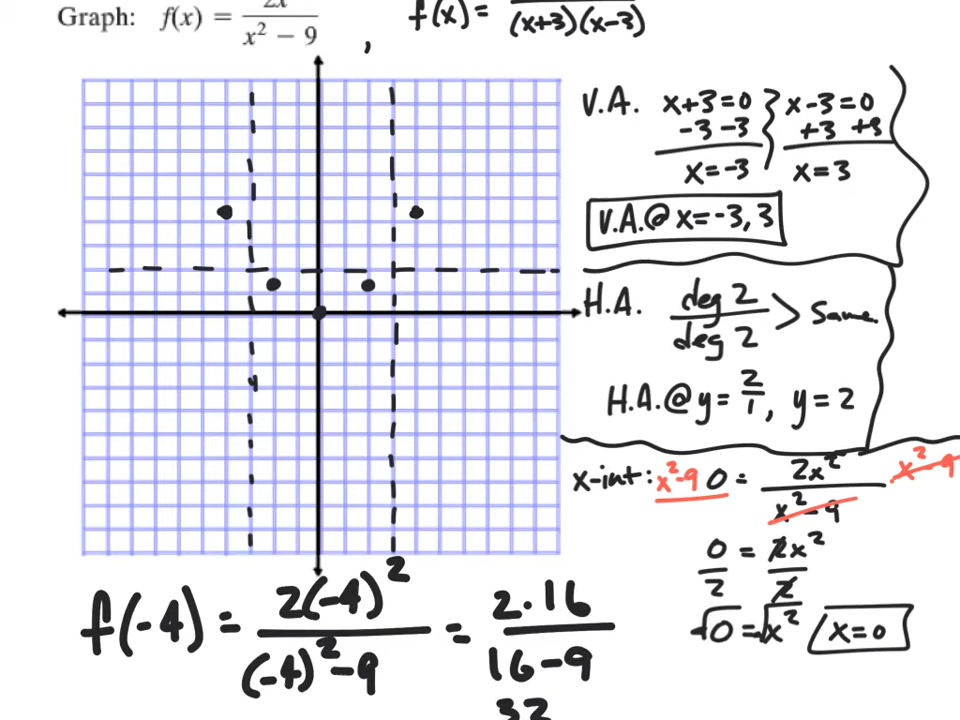 Graph: f(x) = 2x / x² − 9 , f(x) = / (x+3)(x-3)
V.A. x+3=0 } x-3=0
-3 -3 +3 +3
x=-3 x=3
V.A.@ x=-3,3
H.A. deg 2 / deg 2 > Same.
H.A.@ y= 2/1, y=2
x-int: x²-9 0 = 2x² / x²-9 x²-9
0/2 = 2x²/2
√0 = √x² / x=0
f(-4) = 2(-4)² / (-4)²-9 = 2·16 / 16-9
32